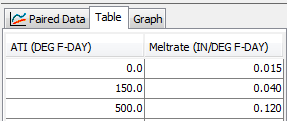 Paired Data Table Graph
ATI (DEG F-DAY) Meltrate (IN/DEG F-DAY)
0.0 0.015
150.0 0.040
500.0 0.120